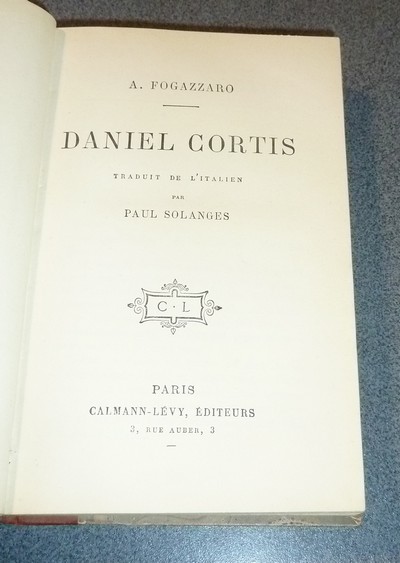 A. FOGAZZARO
DANIEL CORTIS
TRADUIT DE L'ITALIEN
PAR
PAUL SOLANGES
C · L
PARIS
CALMANN-LÉVY, ÉDITEURS
3, RUE AUBER, 3